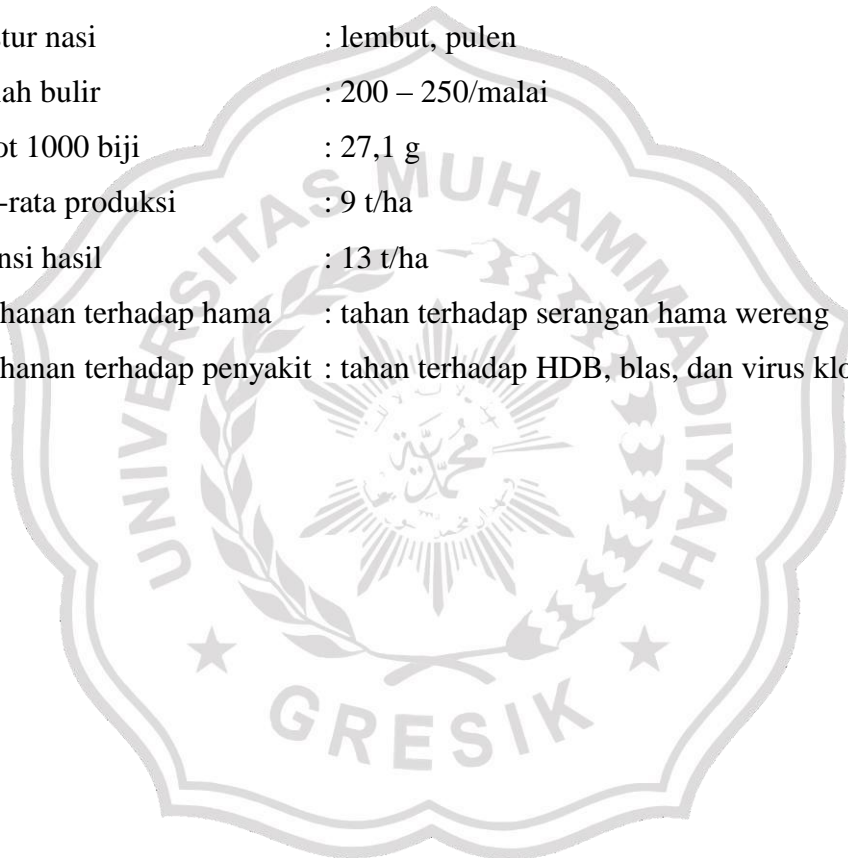 tur nasi : lembut, pulen
ah bulir : 200 – 250/malai
ot 1000 biji : 27,1 g
-rata produksi : 9 t/ha
nsi hasil : 13 t/ha
hanan terhadap hama : tahan terhadap serangan hama wereng
hanan terhadap penyakit : tahan terhadap HDB, blas, dan virus klo
UNIVERSITAS MUHAMMADIYAH
GRESIK